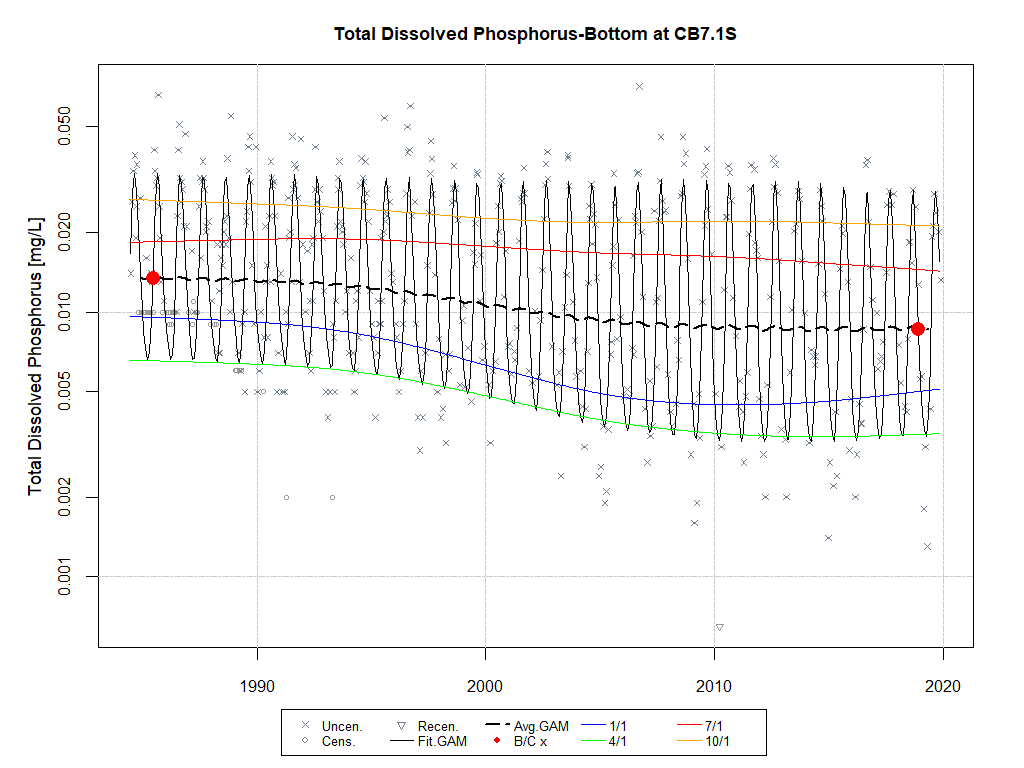 Total Dissolved Phosphorus-Bottom at CB7.1S
Total Dissolved Phosphorus [mg/L]
0.050
0.020
0.010
0.005
0.002
0.001
1990 2000 2010 2020
Uncen. Recen. Avg.GAM 1/1 7/1
Cens. Fit.GAM B/C x 4/1 10/1